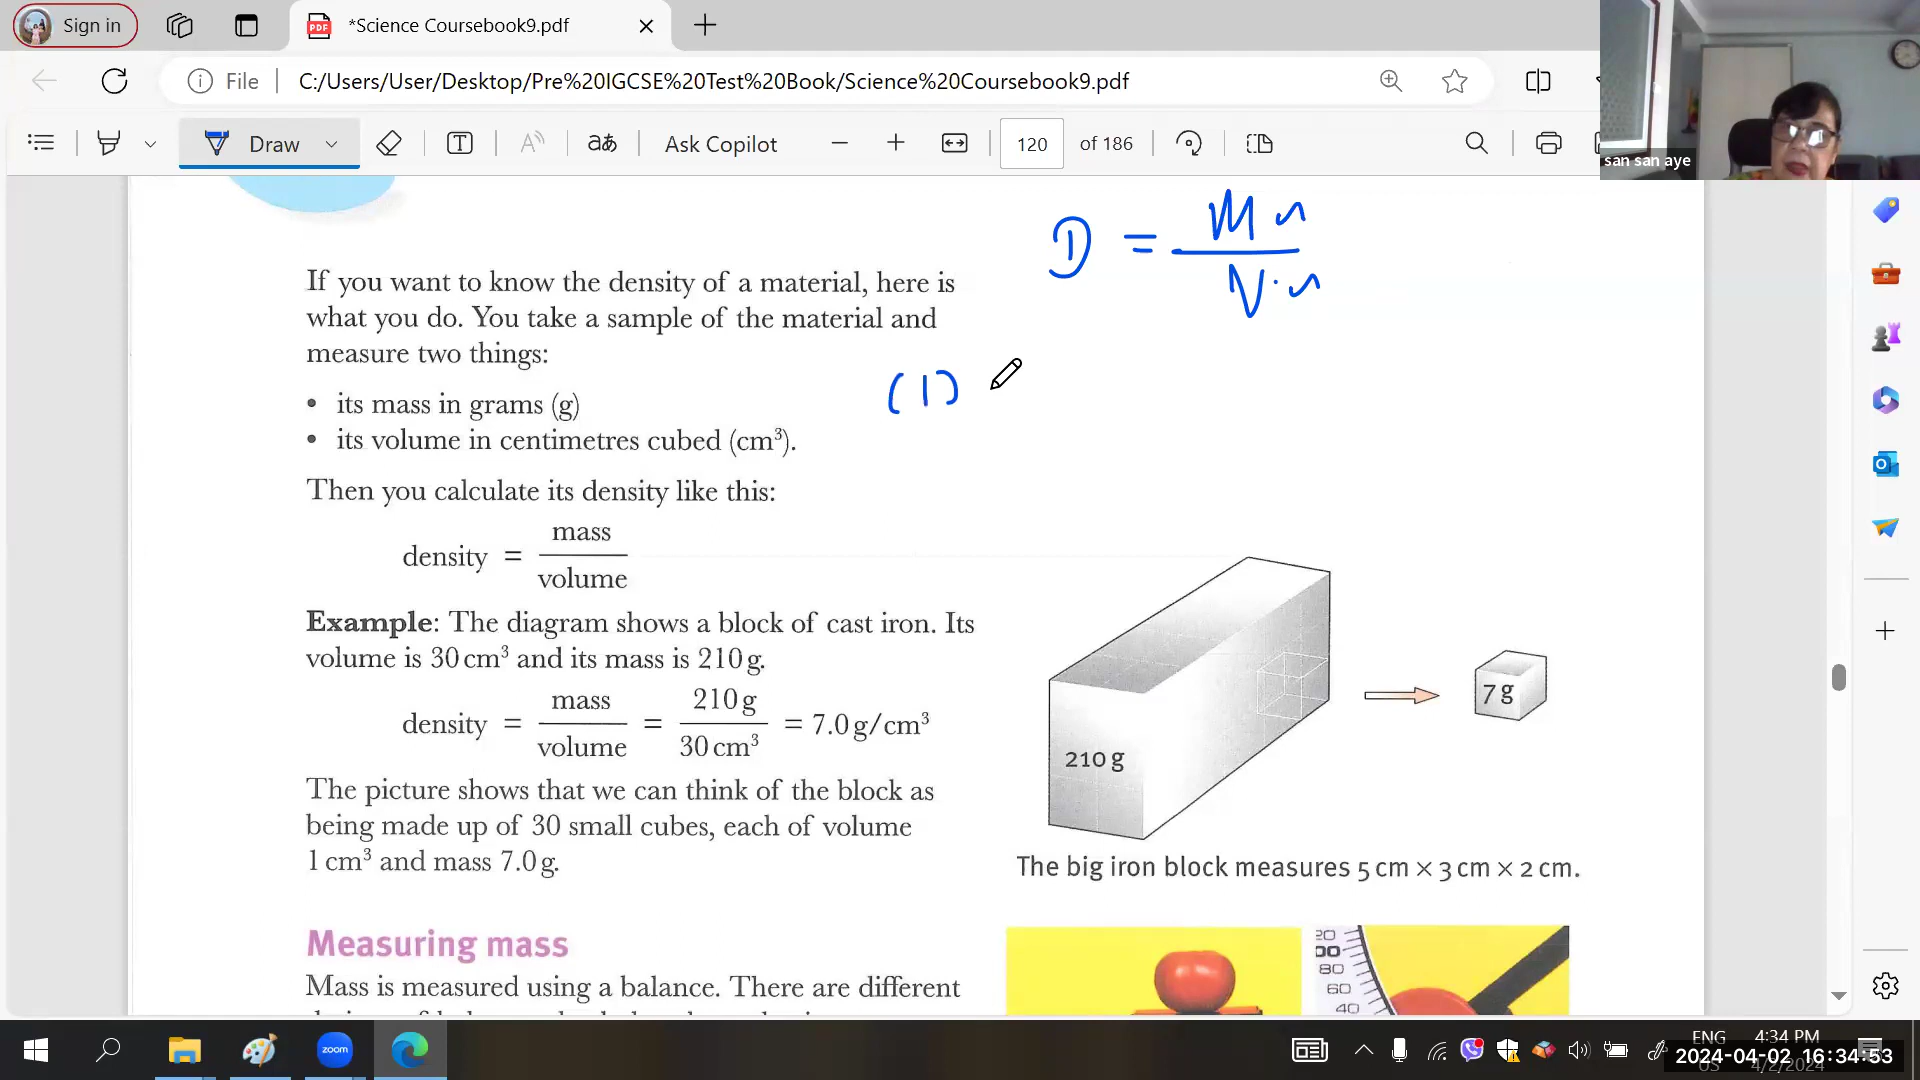 Sign in
*Science Coursebook9.pdf
File
C:/Users/User/Desktop/Pre%20IGCSE%20Test%20Book/Science%20Coursebook9.pdf
Draw
aあ
Ask Copilot
120 of 186
san san aye
D = M / V
If you want to know the density of a material, here is
what you do. You take a sample of the material and
measure two things:
(1)
• its mass in grams (g)
• its volume in centimetres cubed (cm³).
Then you calculate its density like this:
density = mass / volume
Example: The diagram shows a block of cast iron. Its
volume is 30 cm³ and its mass is 210 g.
density = mass / volume = 210 g / 30 cm³ = 7.0 g/cm³
The picture shows that we can think of the block as
being made up of 30 small cubes, each of volume
1 cm³ and mass 7.0 g.
210 g
7 g
The big iron block measures 5 cm × 3 cm × 2 cm.
Measuring mass
Mass is measured using a balance. There are different
80
60
40
zoom
ENG
4:34 PM
2024-04-02 16:34:53